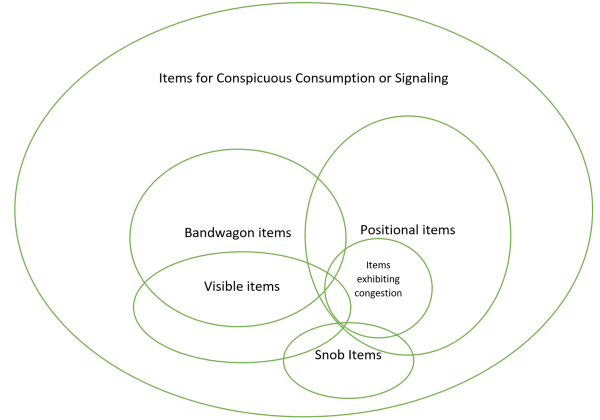 Items for Conspicuous Consumption or Signaling
Bandwagon items
Positional items
Items
exhibiting
congestion
Visible items
Snob Items